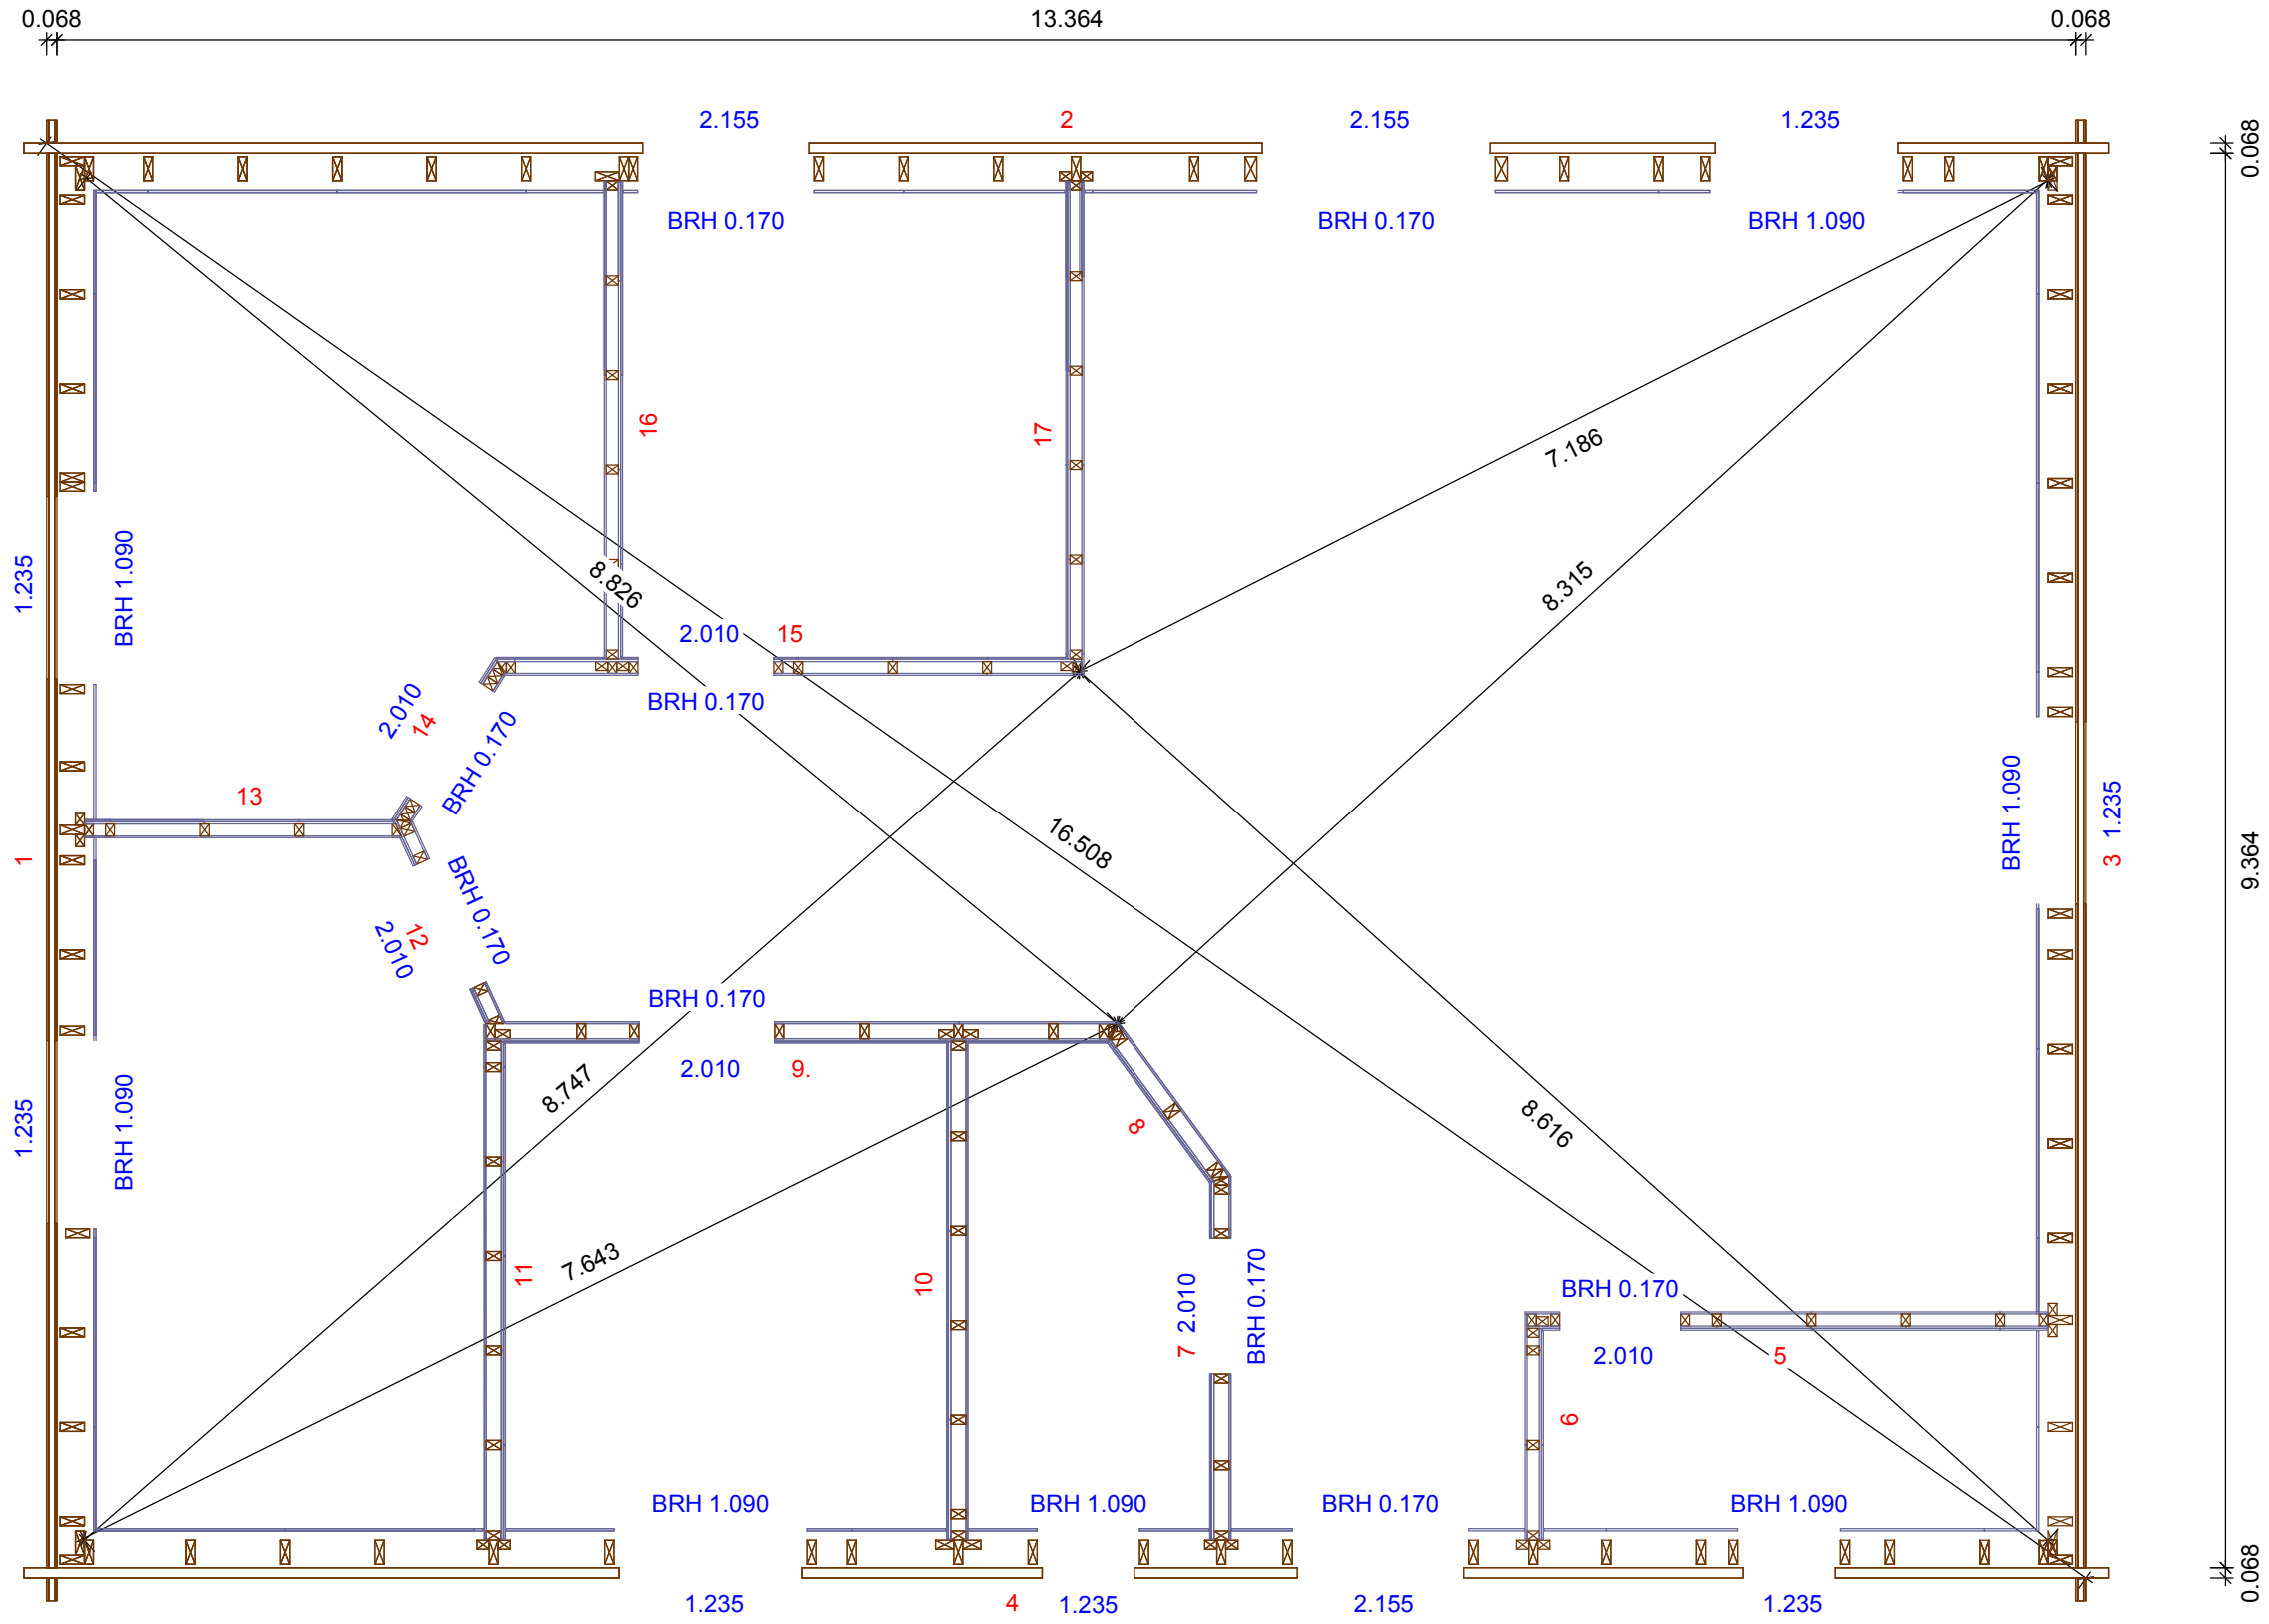 0.068 13.364 0.068
2.155 2 2.155 1.235
0.068
BRH 0.170 BRH 0.170 BRH 1.090
16
17
7.186
1.235
BRH 1.090
8.826
8.315
2.010 15
BRH 0.170
2.010
14
BRH 0.170
13
16.508
BRH 1.090
1.235
3
1
9.364
BRH 0.170
12
2.010
BRH 0.170
2.010 9.
8.747
8
8.616
1.235
BRH 1.090
7.643
11
10
2.010
7
BRH 0.170
BRH 0.170
2.010 5
6
BRH 1.090 BRH 1.090 BRH 0.170 BRH 1.090
0.068
1.235 4 1.235 2.155 1.235